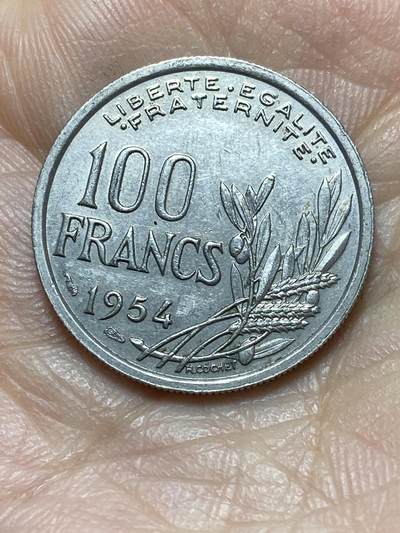 LIBERTE·EGALITE
·FRATERNITE·
100
FRANCS
1954
R.COCHET